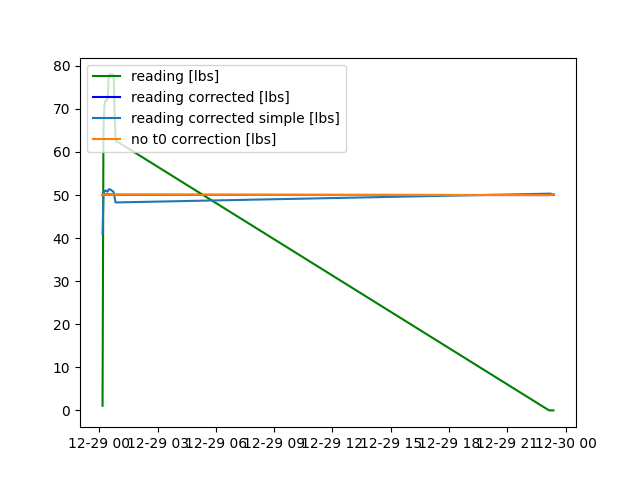 80
70
60
50
40
30
20
10
0
reading [lbs]
reading corrected [lbs]
reading corrected simple [lbs]
no t0 correction [lbs]
12-29 00 12-29 03 12-29 06 12-29 09 12-29 12 12-29 15 12-29 18 12-29 21 12-30 00